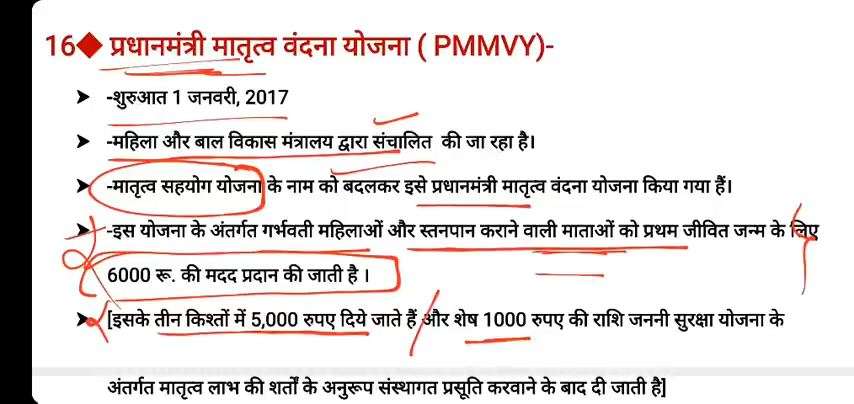 16◆ प्रधानमंत्री मातृत्व वंदना योजना ( PMMVY)-
➤ -शुरुआत 1 जनवरी, 2017
➤ -महिला और बाल विकास मंत्रालय द्वारा संचालित की जा रहा है।
➤ -मातृत्व सहयोग योजना के नाम को बदलकर इसे प्रधानमंत्री मातृत्व वंदना योजना किया गया हैं।
➤ -इस योजना के अंतर्गत गर्भवती महिलाओं और स्तनपान कराने वाली माताओं को प्रथम जीवित जन्म के लिए
6000 रू. की मदद प्रदान की जाती है ।
➤ [इसके तीन किश्तों में 5,000 रुपए दिये जाते हैं और शेष 1000 रुपए की राशि जननी सुरक्षा योजना के
अंतर्गत मातृत्व लाभ की शर्तों के अनुरूप संस्थागत प्रसूति करवाने के बाद दी जाती है]